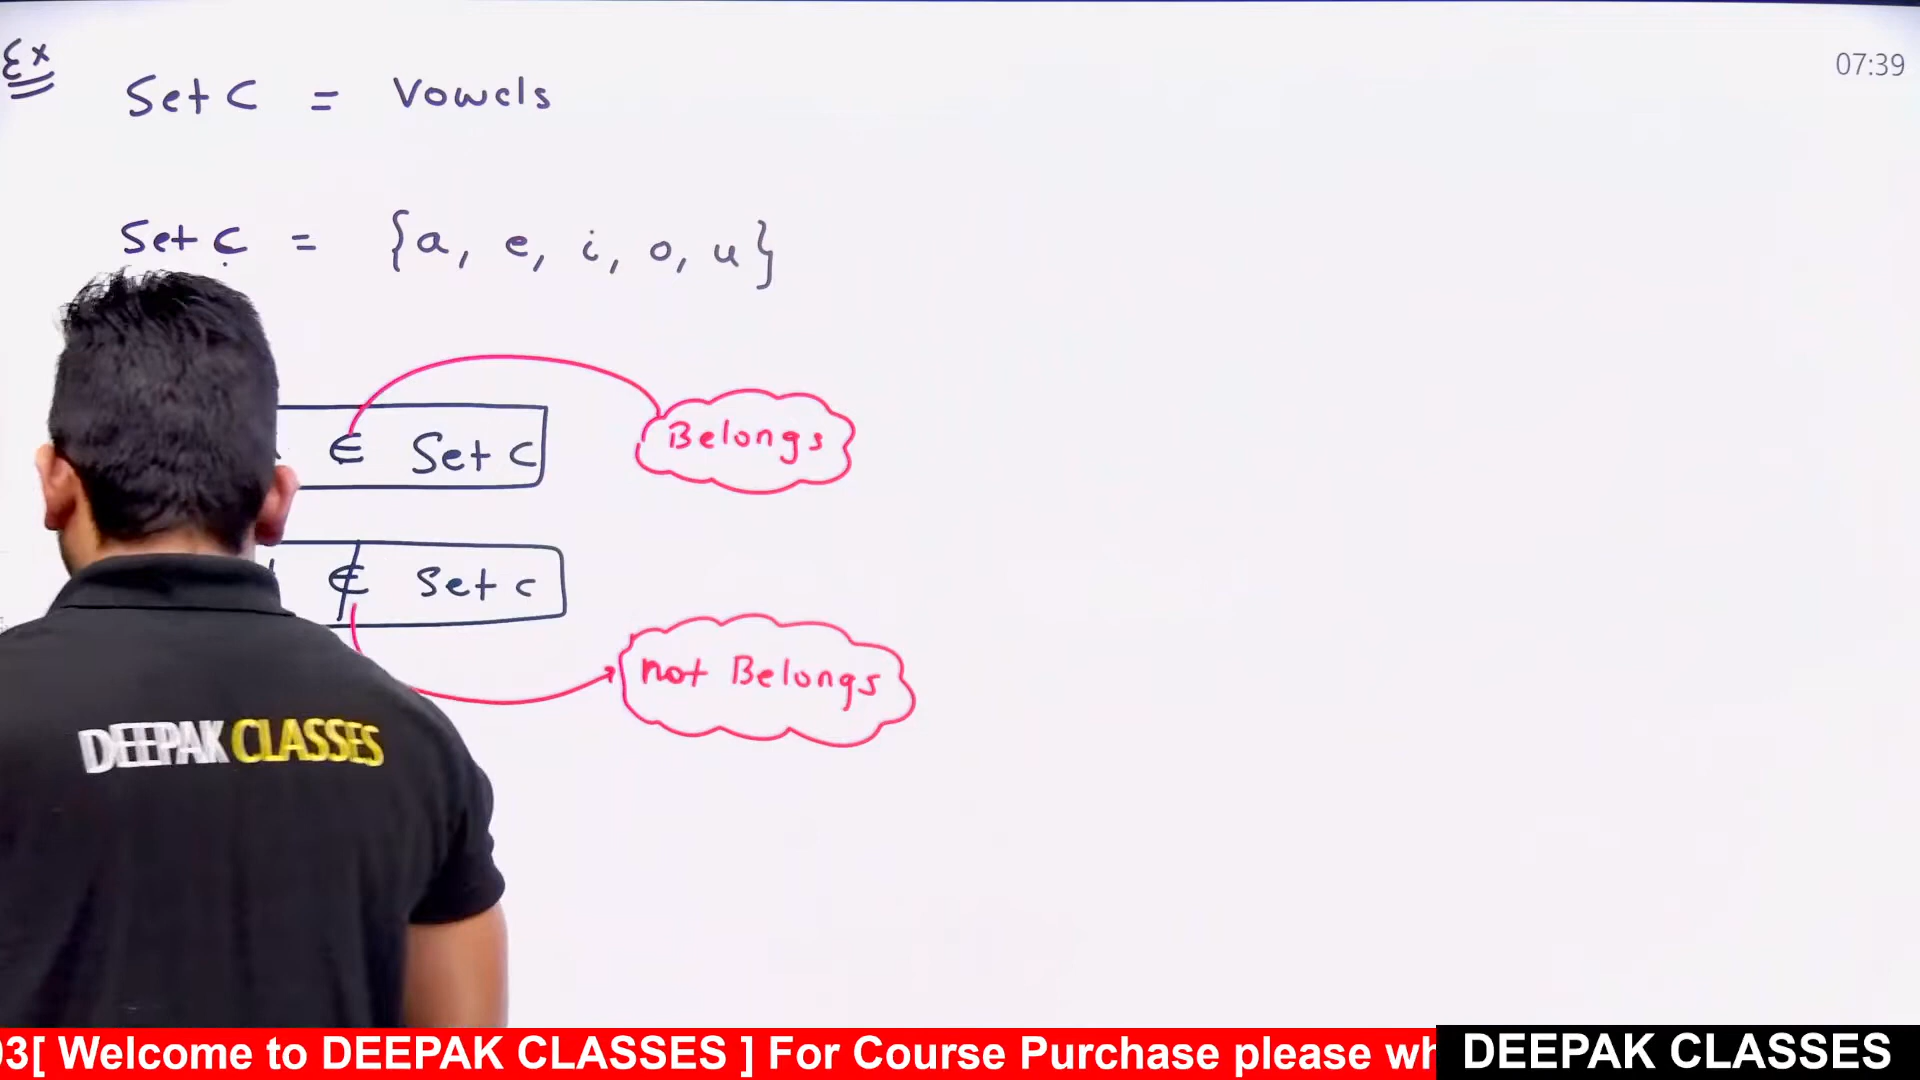 Ex
Set C = Vowels
07:39
Set C = {a, e, i, o, u}
∈ Set C
Belongs
∉ Set c
not Belongs
DEEPAK CLASSES
03[ Welcome to DEEPAK CLASSES ] For Course Purchase please wh
DEEPAK CLASSES